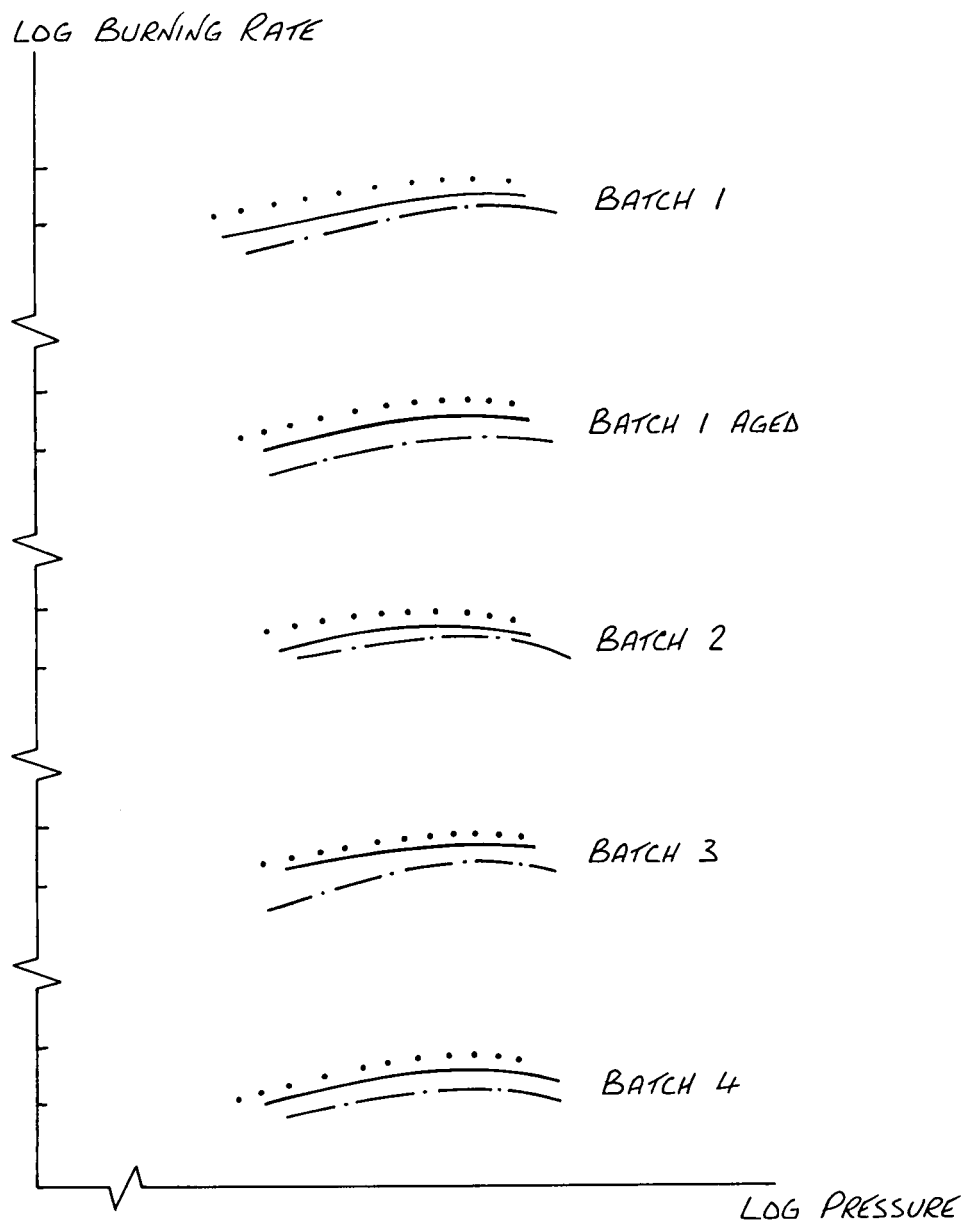 LOG BURNING RATE
BATCH 1
BATCH 1 AGED
BATCH 2
BATCH 3
BATCH 4
LOG PRESSURE